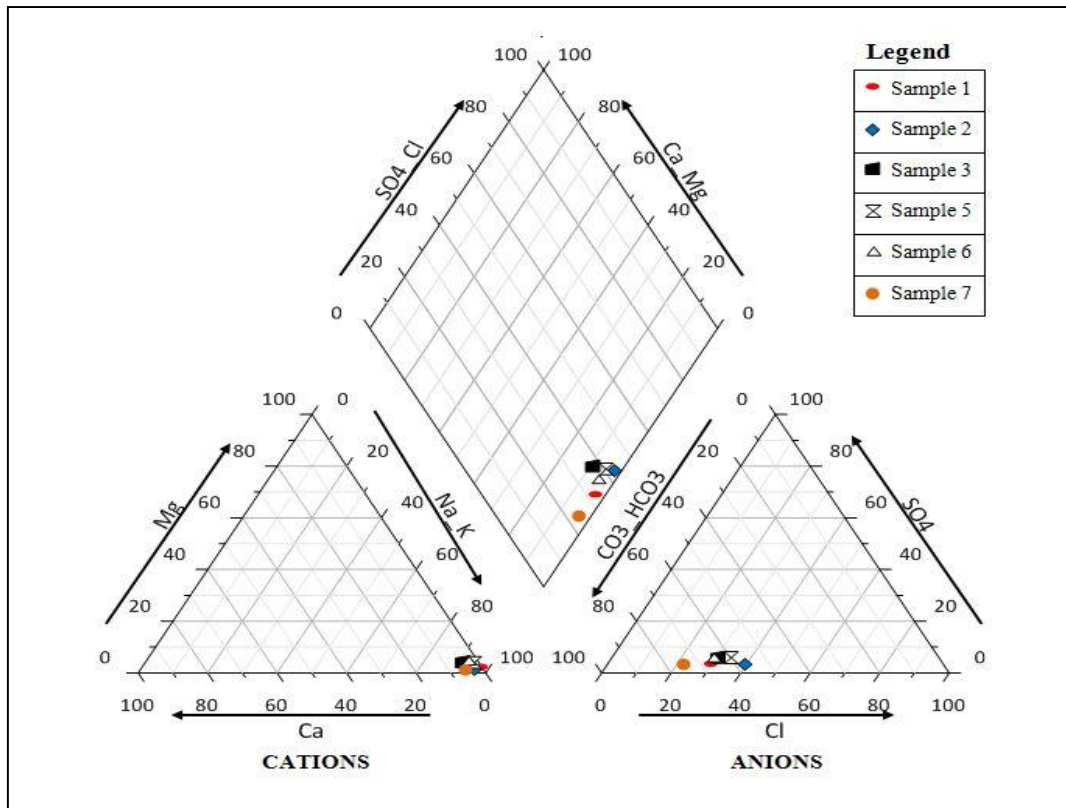 100 100
Legend
Sample 1
Sample 2
Sample 3
Sample 5
Sample 6
Sample 7
80 80
60 60
40 40
20 20
0 0
SO4_Cl
Ca_Mg
100 0
80 20
60 40
40 60
20 80
0 100
Mg
Na_K
100 80 60 40 20 0
Ca
CATIONS
0 100
20 80
40 60
60 40
80 20
100 0
CO3_HCO3
SO4
0 20 40 60 80 100
Cl
ANIONS